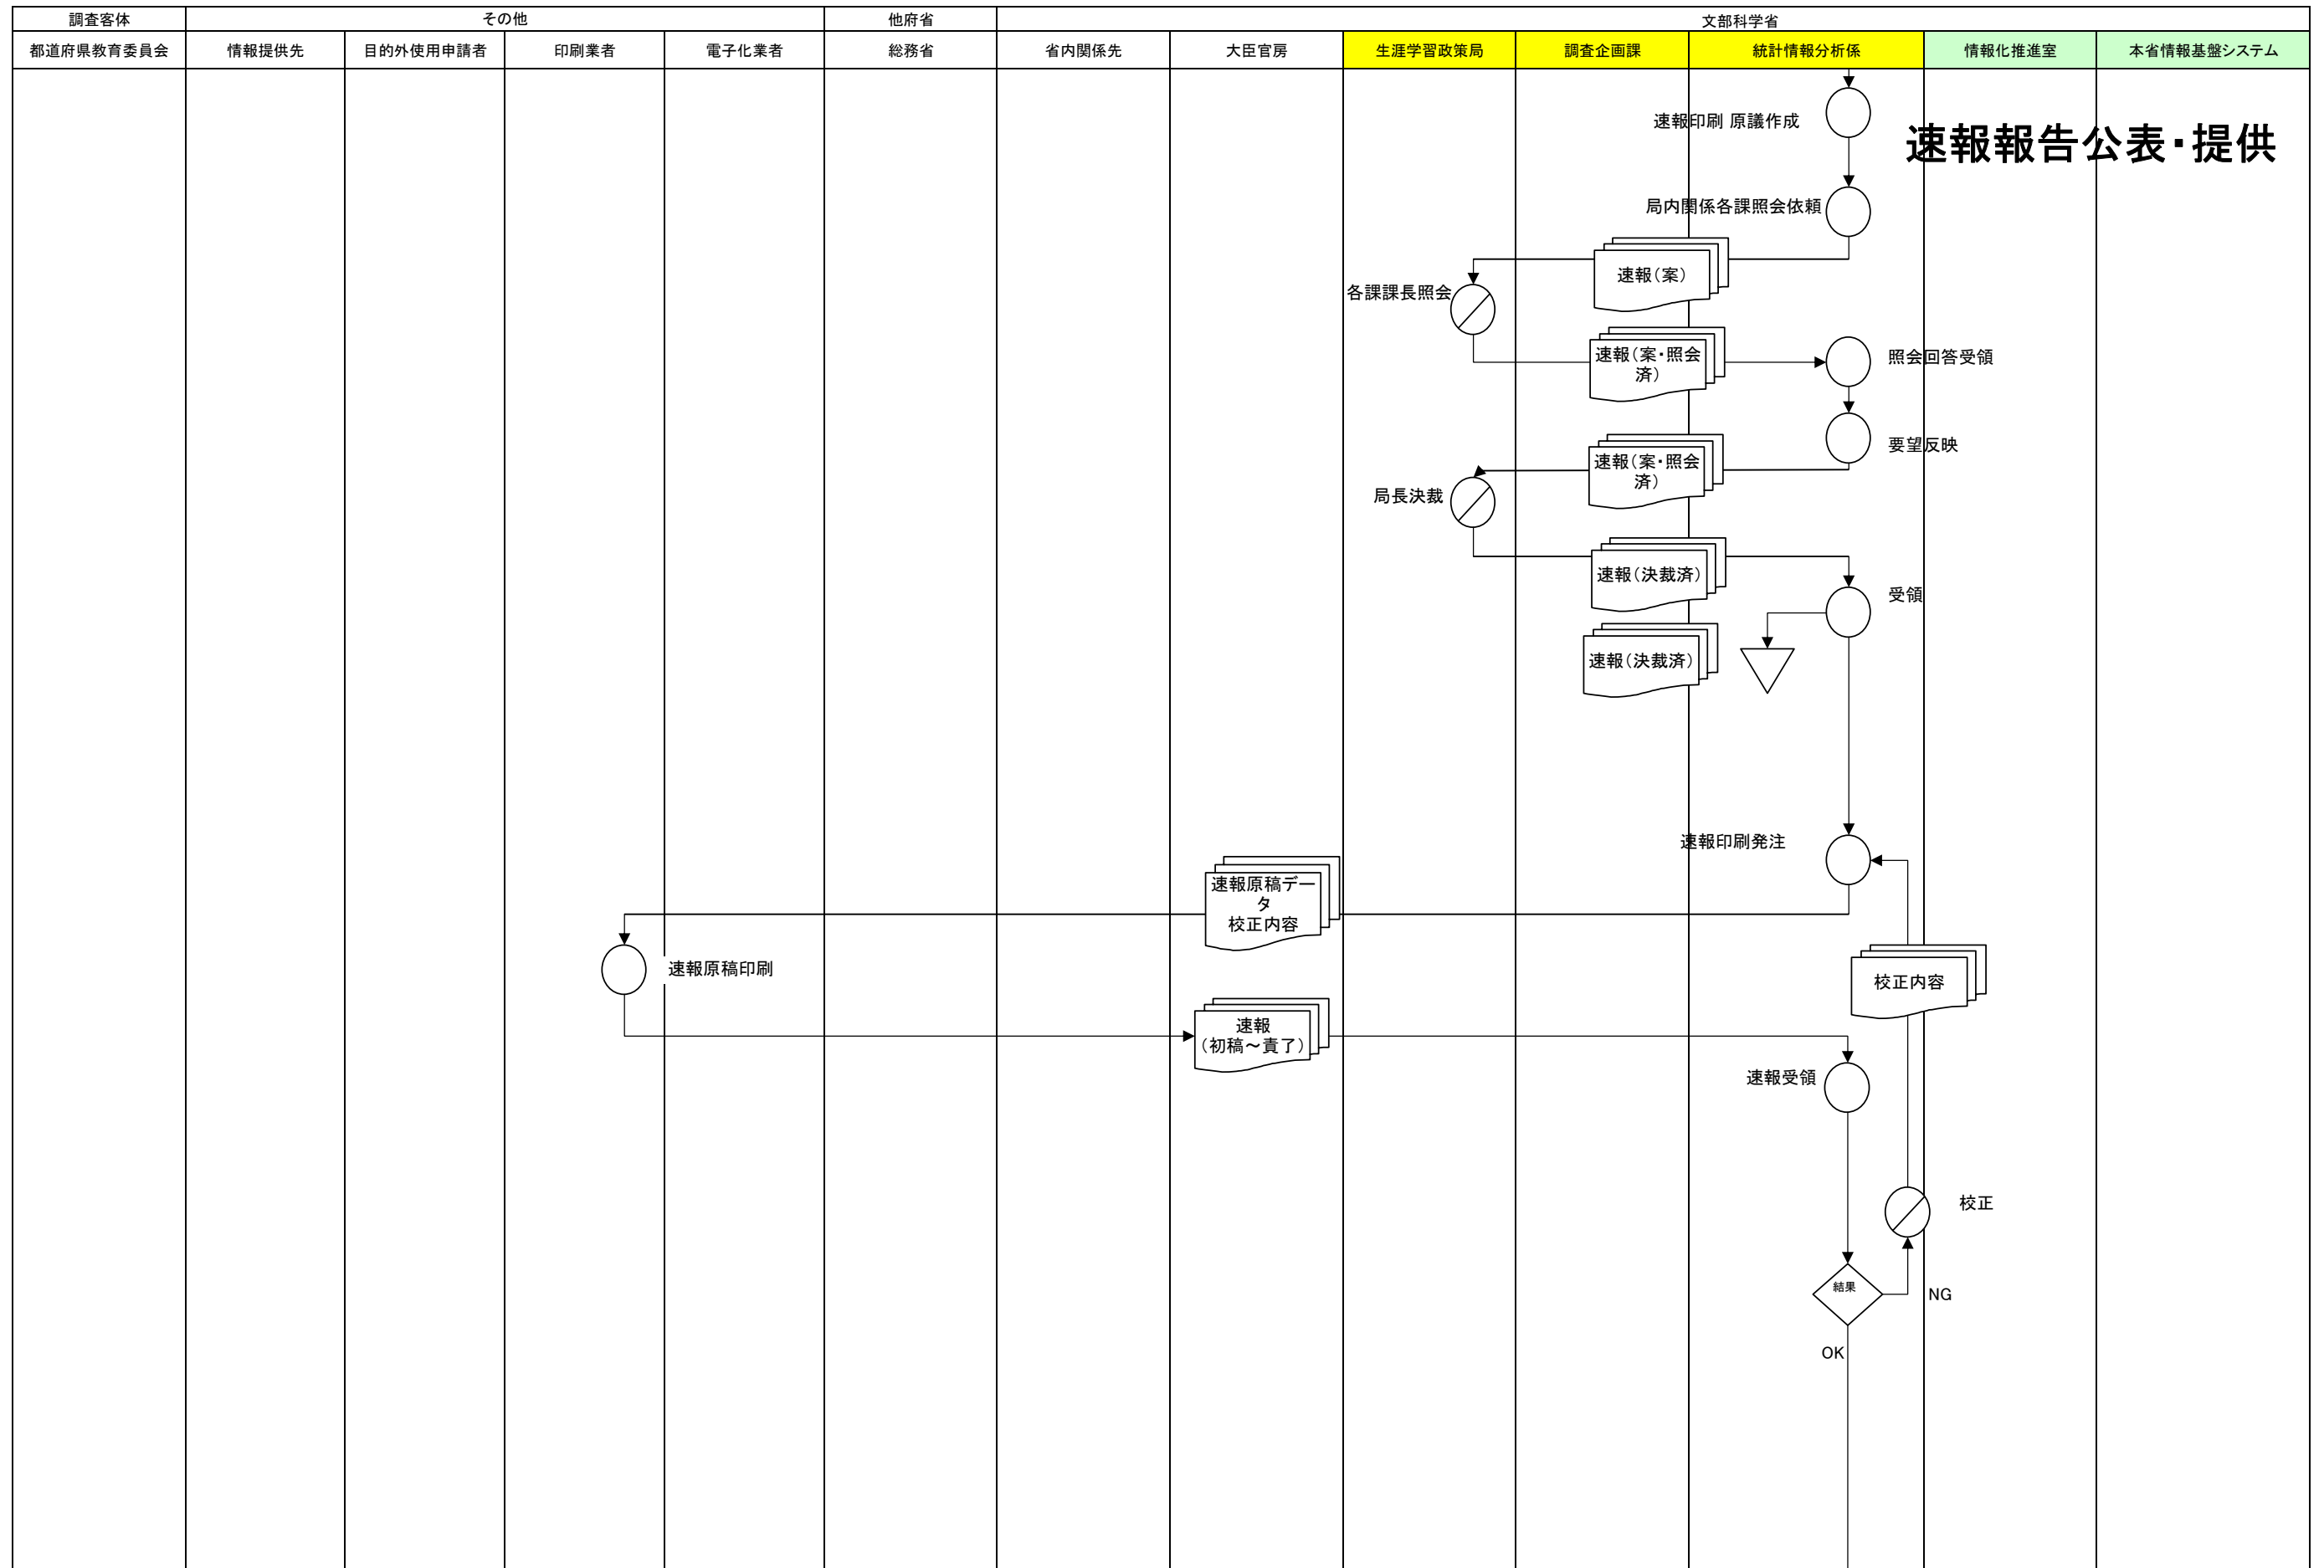 調査客体
その他
他府省
文部科学省
都道府県教育委員会
情報提供先
目的外使用申請者
印刷業者
電子化業者
総務省
省内関係先
大臣官房
生涯学習政策局
調査企画課
統計情報分析係
情報化推進室
本省情報基盤システム
速報印刷 原議作成
速報報告公表・提供
局内関係各課照会依頼
速報（案）
各課課長照会
速報（案・照会
済）
照会回答受領
要望反映
速報（案・照会
済）
局長決裁
速報（決裁済）
受領
速報（決裁済）
速報印刷発注
速報原稿デー
タ
校正内容
速報原稿印刷
校正内容
速報
（初稿～責了）
速報受領
校正
結果
NG
OK